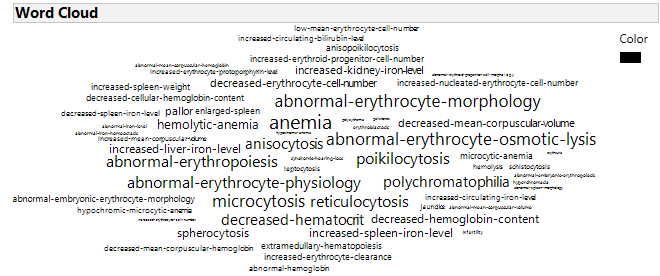 Word Cloud
Color
low-mean-erythrocyte-cell-number
increased-circulating-bilirubin-level
anisopoikilocytosis
increased-erythroid-progenitor-cell-number
abnormal-mean-corpuscular-hemoglobin
increased-erythrocyte-protoporphyrin-level
increased-kidney-iron-level
increased-spleen-weight
decreased-erythrocyte-cell-number
increased-nucleated-erythrocyte-cell-number
decreased-cellular-hemoglobin-content
abnormal-erythrocyte-morphology
decreased-spleen-iron-level
pallor
enlarged-spleen
abnormal-iron-level
hemolytic-anemia
anemia
decreased-mean-corpuscular-volume
abnormal-iron-homeostasis
increased-mean-corpuscular-volume
erythroblastosis
increased-liver-iron-level
anisocytosis
abnormal-erythrocyte-osmotic-lysis
abnormal-erythropoiesis
poikilocytosis
microcytic-anemia
leptocytosis
hemolysis
schistocytosis
abnormal-erythrocyte-physiology
polychromatophilia
abnormal-embryonic-erythrocyte-morphology
microcytosis
reticulocytosis
increased-circulating-iron-level
hypochromic-microcytic-anemia
jaundice
abnormal-mean-corpuscular-volume
decreased-hematocrit
decreased-hemoglobin-content
spherocytosis
increased-spleen-iron-level
infertility
decreased-mean-corpuscular-hemoglobin
extramedullary-hematopoiesis
increased-erythrocyte-clearance
abnormal-hemoglobin